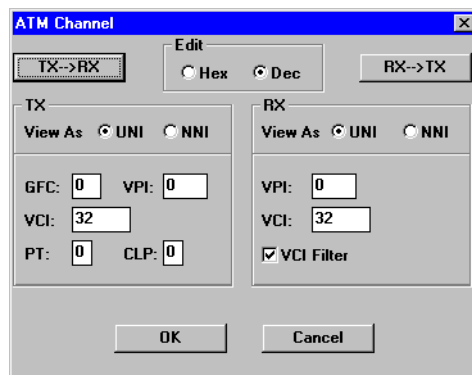 ATM Channel
Edit
TX-->RX
Hex Dec
RX-->TX
TX
View As UNI NNI
GFC: 0 VPI: 0
VCI: 32
PT: 0 CLP: 0
RX
View As UNI NNI
VPI: 0
VCI: 32
VCI Filter
OK Cancel